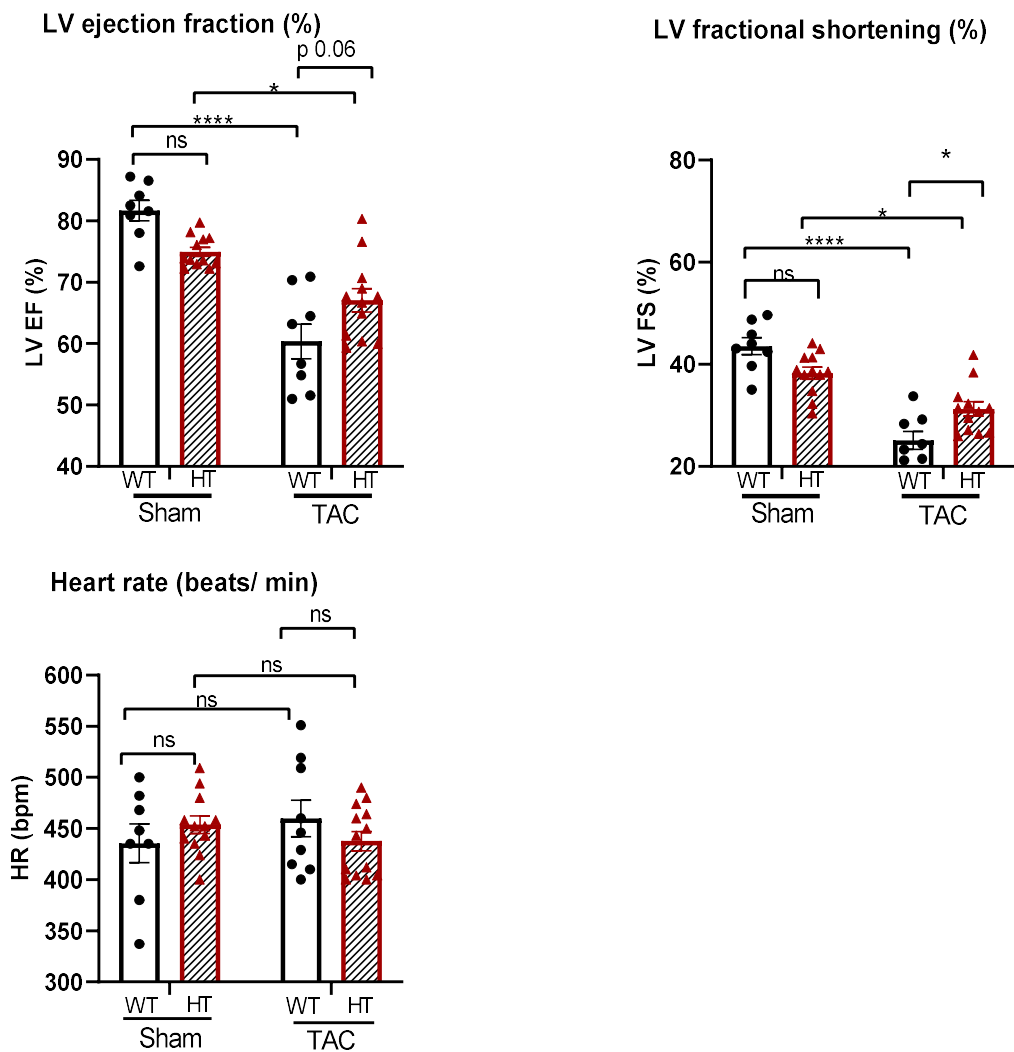 LV ejection fraction (%)
p 0.06
*
****
ns
90
80
70
60
50
40
LV EF (%)
WT HT WT HT
Sham TAC
LV fractional shortening (%)
*
*
****
ns
80
60
40
20
LV FS (%)
WT HT WT HT
Sham TAC
Heart rate (beats/ min)
ns
ns
ns
ns
600
550
500
450
400
350
300
HR (bpm)
WT HT WT HT
Sham TAC